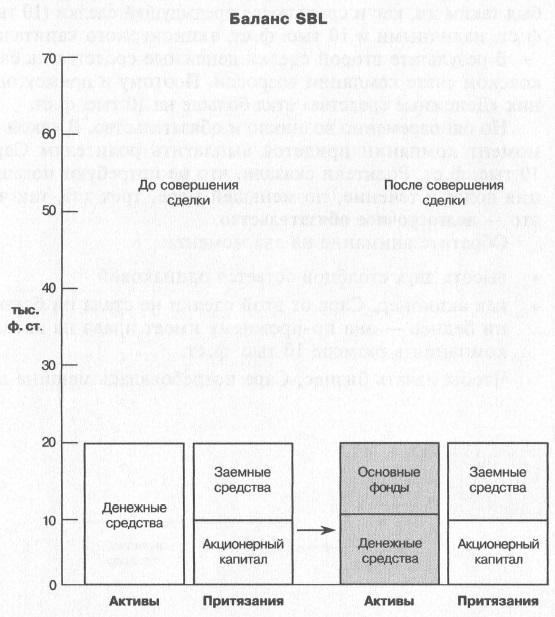 Баланс SBL
70
60
До совершения
сделки
После совершения
сделки
50
40
тыс.
ф. ст.
30
20
10
0
Денежные
средства
Заемные
средства
Акционерный
капитал
Основные
фонды
Денежные
средства
Заемные
средства
Акционерный
капитал
Активы
Притязания
Активы
Притязания